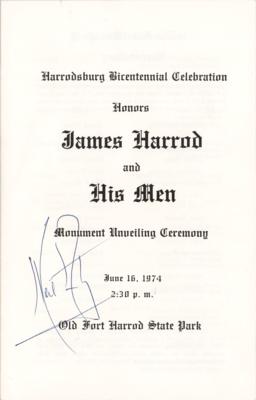 Harrodsburg Bicentennial Celebration
Honors
James Harrod
and
His Men
Monument Unveiling Ceremony
June 16, 1974
2:30 p. m.
Old Fort Harrod State Park